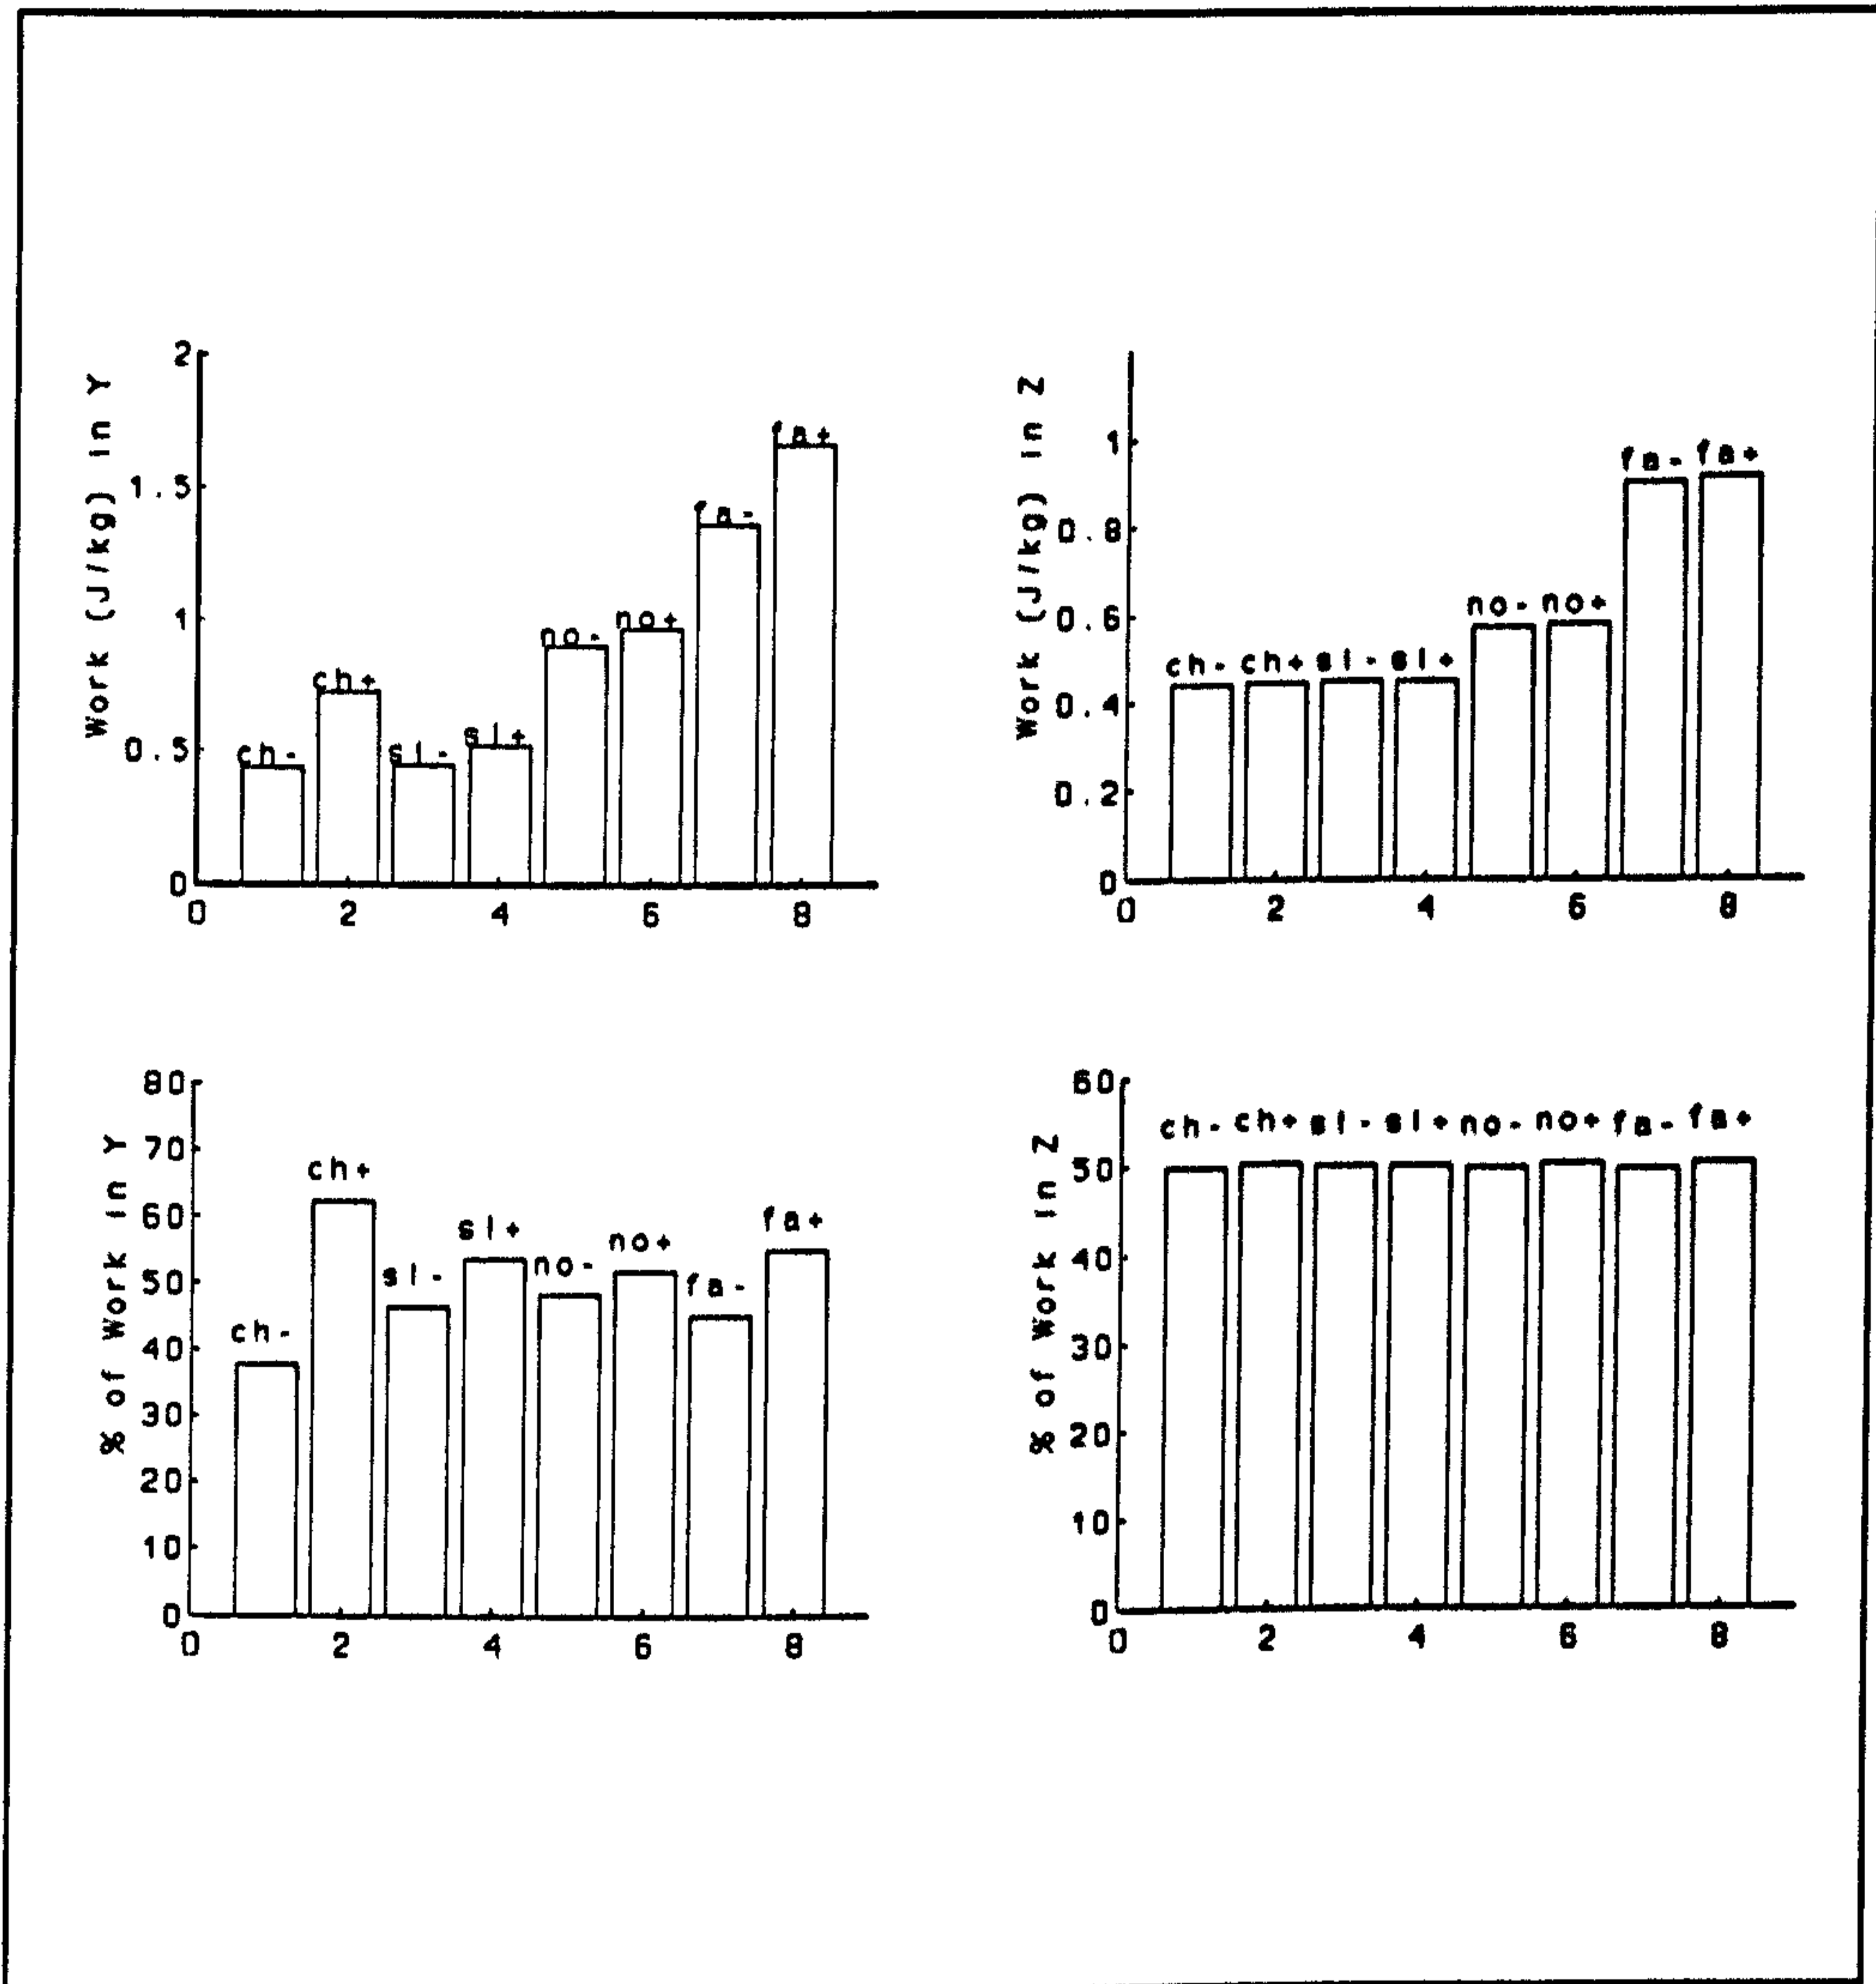 Work (J/kg) in Y
2
1.5
1
0.5
0
ch-
ch+
sl-
sl+
no-
no+
fa-
fa+
0 2 4 6 8
Work (J/kg) in Z
1
0.8
0.6
0.4
0.2
0
ch- ch+ sl- sl+ no- no+ fa- fa+
0 2 4 6 8
% of Work in Y
80
70
60
50
40
30
20
10
0
ch-
ch+
sl-
sl+
no-
no+
fa-
fa+
0 2 4 6 8
% of Work in Z
60
50
40
30
20
10
0
ch- ch+ sl- sl+ no- no+ fa- fa+
0 2 4 6 8